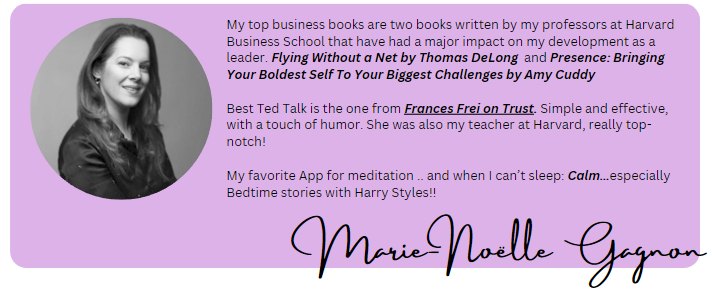 My top business books are two books written by my professors at Harvard
Business School that have had a major impact on my development as a
leader. Flying Without a Net by Thomas DeLong and Presence: Bringing
Your Boldest Self To Your Biggest Challenges by Amy Cuddy
Best Ted Talk is the one from Frances Frei on Trust. Simple and effective,
with a touch of humor. She was also my teacher at Harvard, really top-
notch!
My favorite App for meditation .. and when I can't sleep: Calm...especially
Bedtime stories with Harry Styles!!
Marie-Noëlle Gagnon